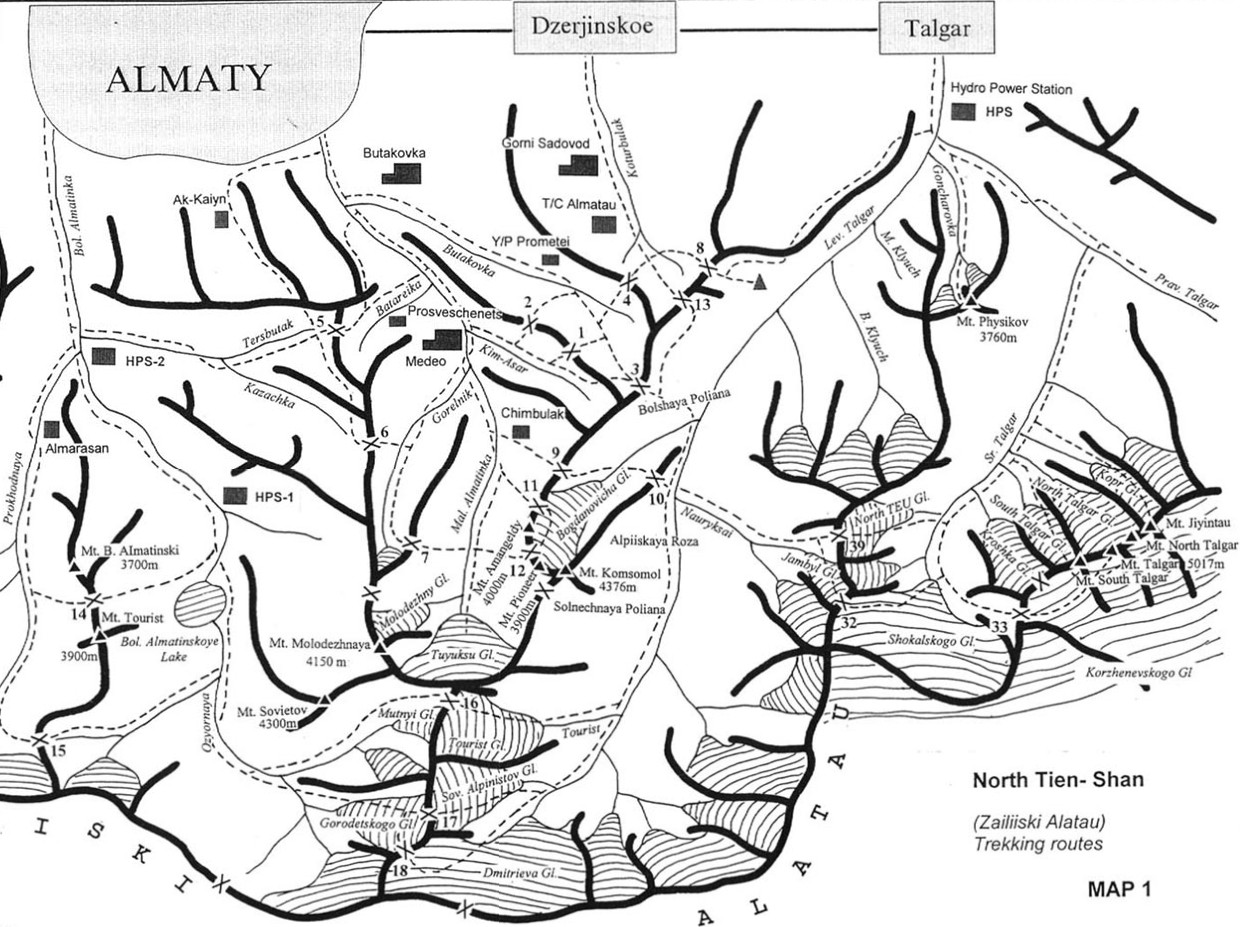 Dzerjinskoe
Talgar
ALMATY
Hydro Power Station
HPS
Butakovka
Gorni Sadovod
Koturbulak
Ak-Kaiyn
T/C Almatau
Y/P Prometei
Bol. Almatinka
Butakovka
Lev. Talgar
M. Klyuch
Goncharovka
Prav. Talgar
8
4
13
2
1
3
5
Batareika
Prosveschenets
Medeo
Tersbutak
HPS-2
Kim-Asar
B. Klyuch
Mt. Physikov
3760m
Kazachka
Gorelnik
Chimbulak
Bolshaya Poliana
Almarasan
6
9
Prokhodnaya
HPS-1
Mal. Almatinka
11
Bogdanovicha Gl.
10
Sr. Talgar
Kopr Gl.
North Talgar Gl.
South Talgar Gl.
Kroshka Gl.
North TEU Gl.
Nauryksai
39
Mt. Jiyintau
Mt. North Talgar
Mt. Talgar 5017m
Mt. South Talgar
Mt. B. Almatinski
3700m
Mt. Amangeldy
4000m
12
Alpiiskaya Roza
Mt. Komsomol
4376m
Mt. Pioneer
3900m
Solnechnaya Poliana
Jambyl Gl.
32
33
14
Mt. Tourist
3900m
Bol. Almatinskoye
Lake
Molodezhny Gl.
Mt. Molodezhnaya
4150 m
Tuyuksu Gl.
Shokalskogo Gl.
Korzhenevskogo Gl
Mt. Sovietov
4300m
Ozyornaya
Mutnyi Gl.
16
Tourist Gl.
Tourist
15
Sov. Alpinistov Gl.
Gorodetskogo Gl.
17
18
Dmitrieva Gl.
I S K I
A L A T A U
North Tien- Shan
(Zailiiski Alatau)
Trekking routes
MAP 1